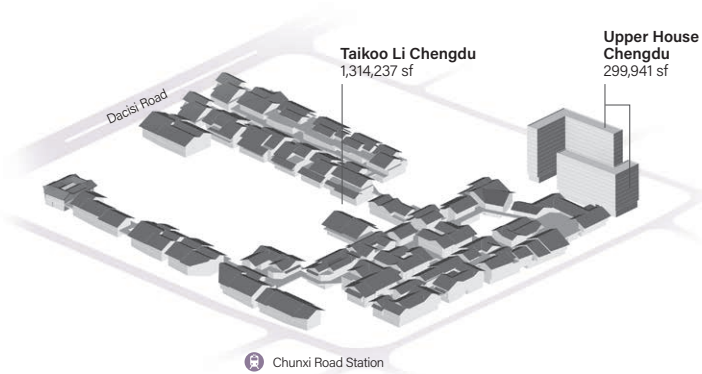 Upper House
Chengdu
299,941 sf
Taikoo Li Chengdu
1,314,237 sf
Dacisi Road
Chunxi Road Station